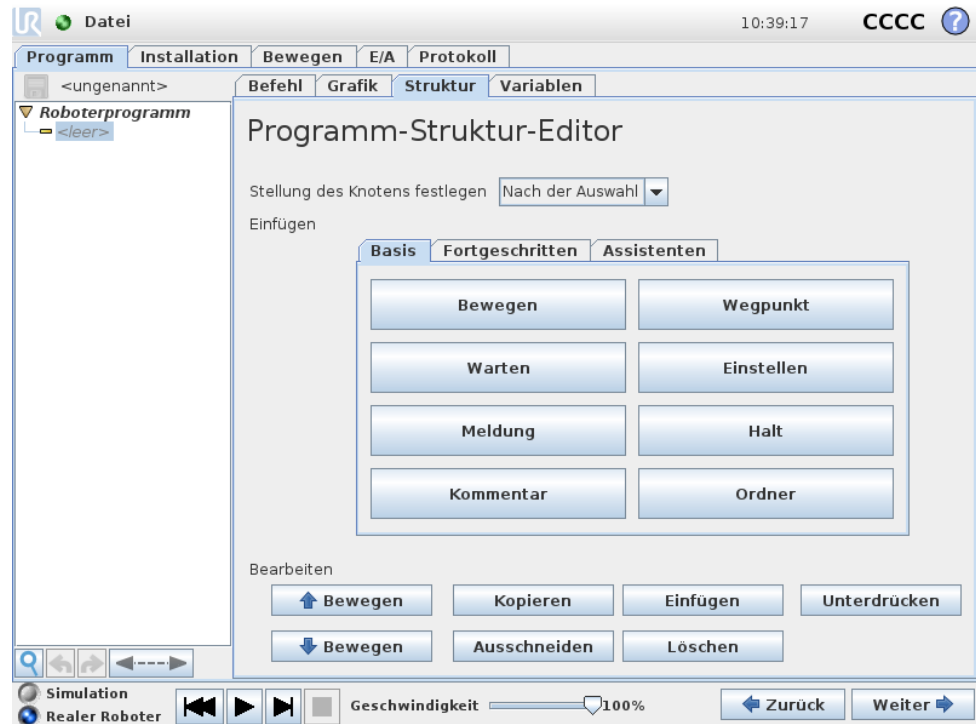 UR Datei 10:39:17 CCCC ?
Programm Installation Bewegen E/A Protokoll
<ungenannt> Befehl Grafik Struktur Variablen
Roboterprogramm
<leer>
Programm-Struktur-Editor
Stellung des Knotens festlegen Nach der Auswahl
Einfügen
Basis Fortgeschritten Assistenten
Bewegen Wegpunkt
Warten Einstellen
Meldung Halt
Kommentar Ordner
Bearbeiten
Bewegen Kopieren Einfügen Unterdrücken
Bewegen Ausschneiden Löschen
Simulation
Realer Roboter Geschwindigkeit 100% Zurück Weiter